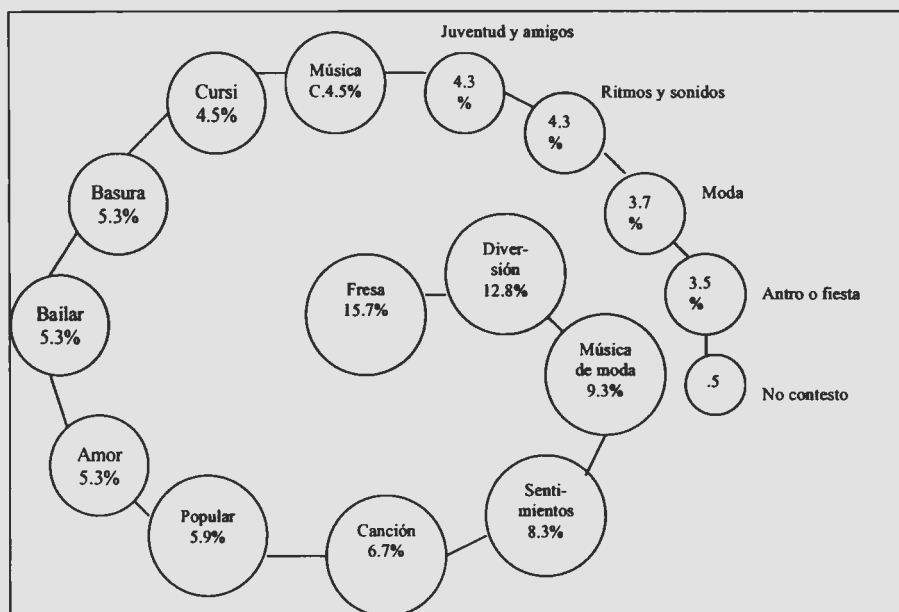 Juventud y amigos
Música
C.4.5%
Cursi
4.5%
4.3
%
Ritmos y sonidos
4.3
%
Basura
5.3%
3.7
%
Moda
Diver-
sión
12.8%
Fresa
15.7%
3.5
%
Antro o fiesta
Bailar
5.3%
Música
de moda
9.3%
.5
No contesto
Amor
5.3%
Senti-
mientos
8.3%
Popular
5.9%
Canción
6.7%